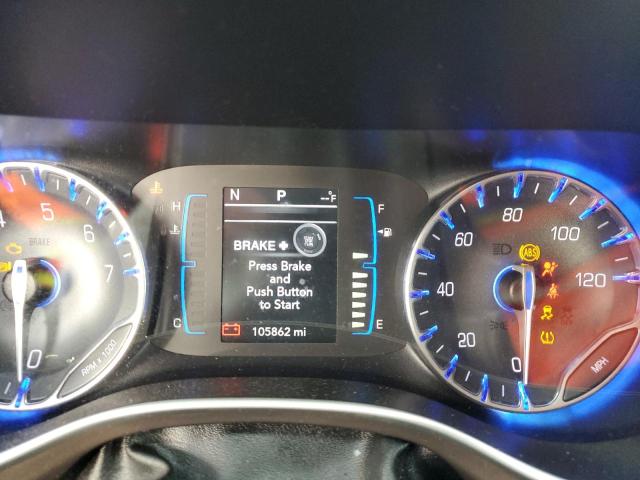 N P --°F
H
F
BRAKE +
Press Brake
and
Push Button
to Start
C
E
105862 mi
4
5
6
7
0
BRAKE
RPM x 1000
0
20
40
60
80
100
120
ABS
MPH